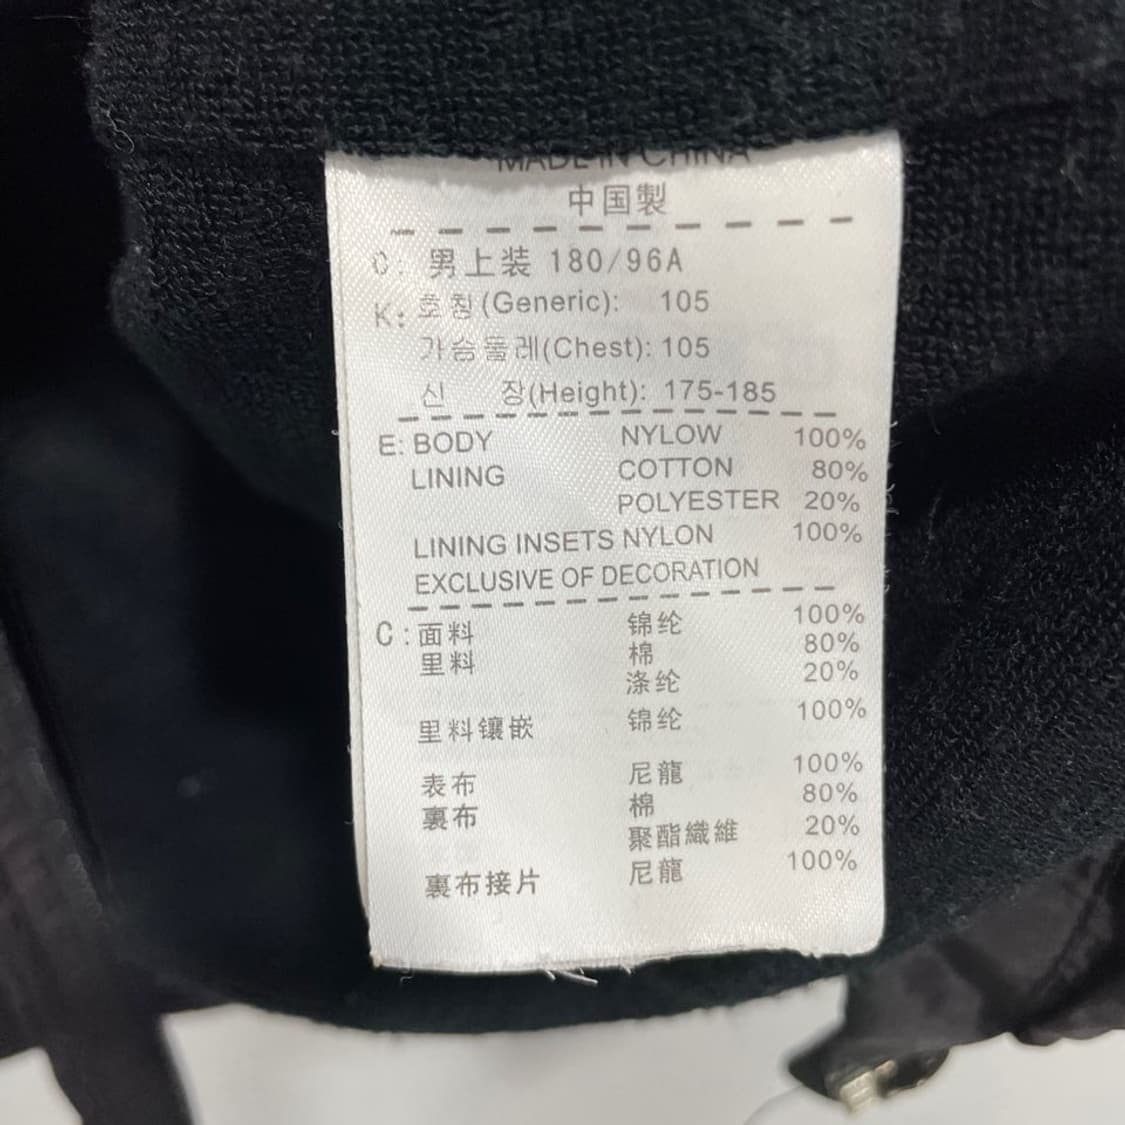 MADE IN CHINA
中国製
C: 男上装 180/96A
K: 호칭(Generic): 105
가슴둘레(Chest): 105
신 장(Height): 175-185
E: BODY NYLOW 100%
LINING COTTON 80%
POLYESTER 20%
LINING INSETS NYLON 100%
EXCLUSIVE OF DECORATION
C: 面料 锦纶 100%
里料 棉 80%
涤纶 20%
里料镶嵌 锦纶 100%
表布 尼龍 100%
裏布 棉 80%
聚酯織維 20%
裏布接片 尼龍 100%